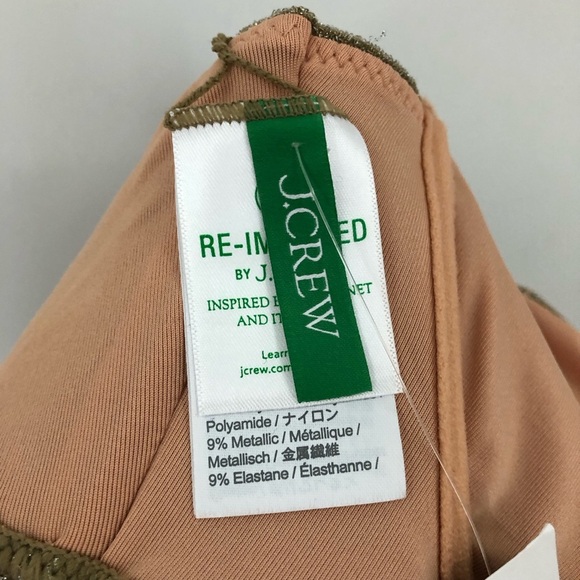 J.CREW
RE-IM ED
BY J.
INSPIRED NET
AND IT
Learn
jcrew.com
Polyamide / ナイロン
9% Metallic / Métallique /
Metallisch / 金属繊維
9% Elastane / Élasthanne /